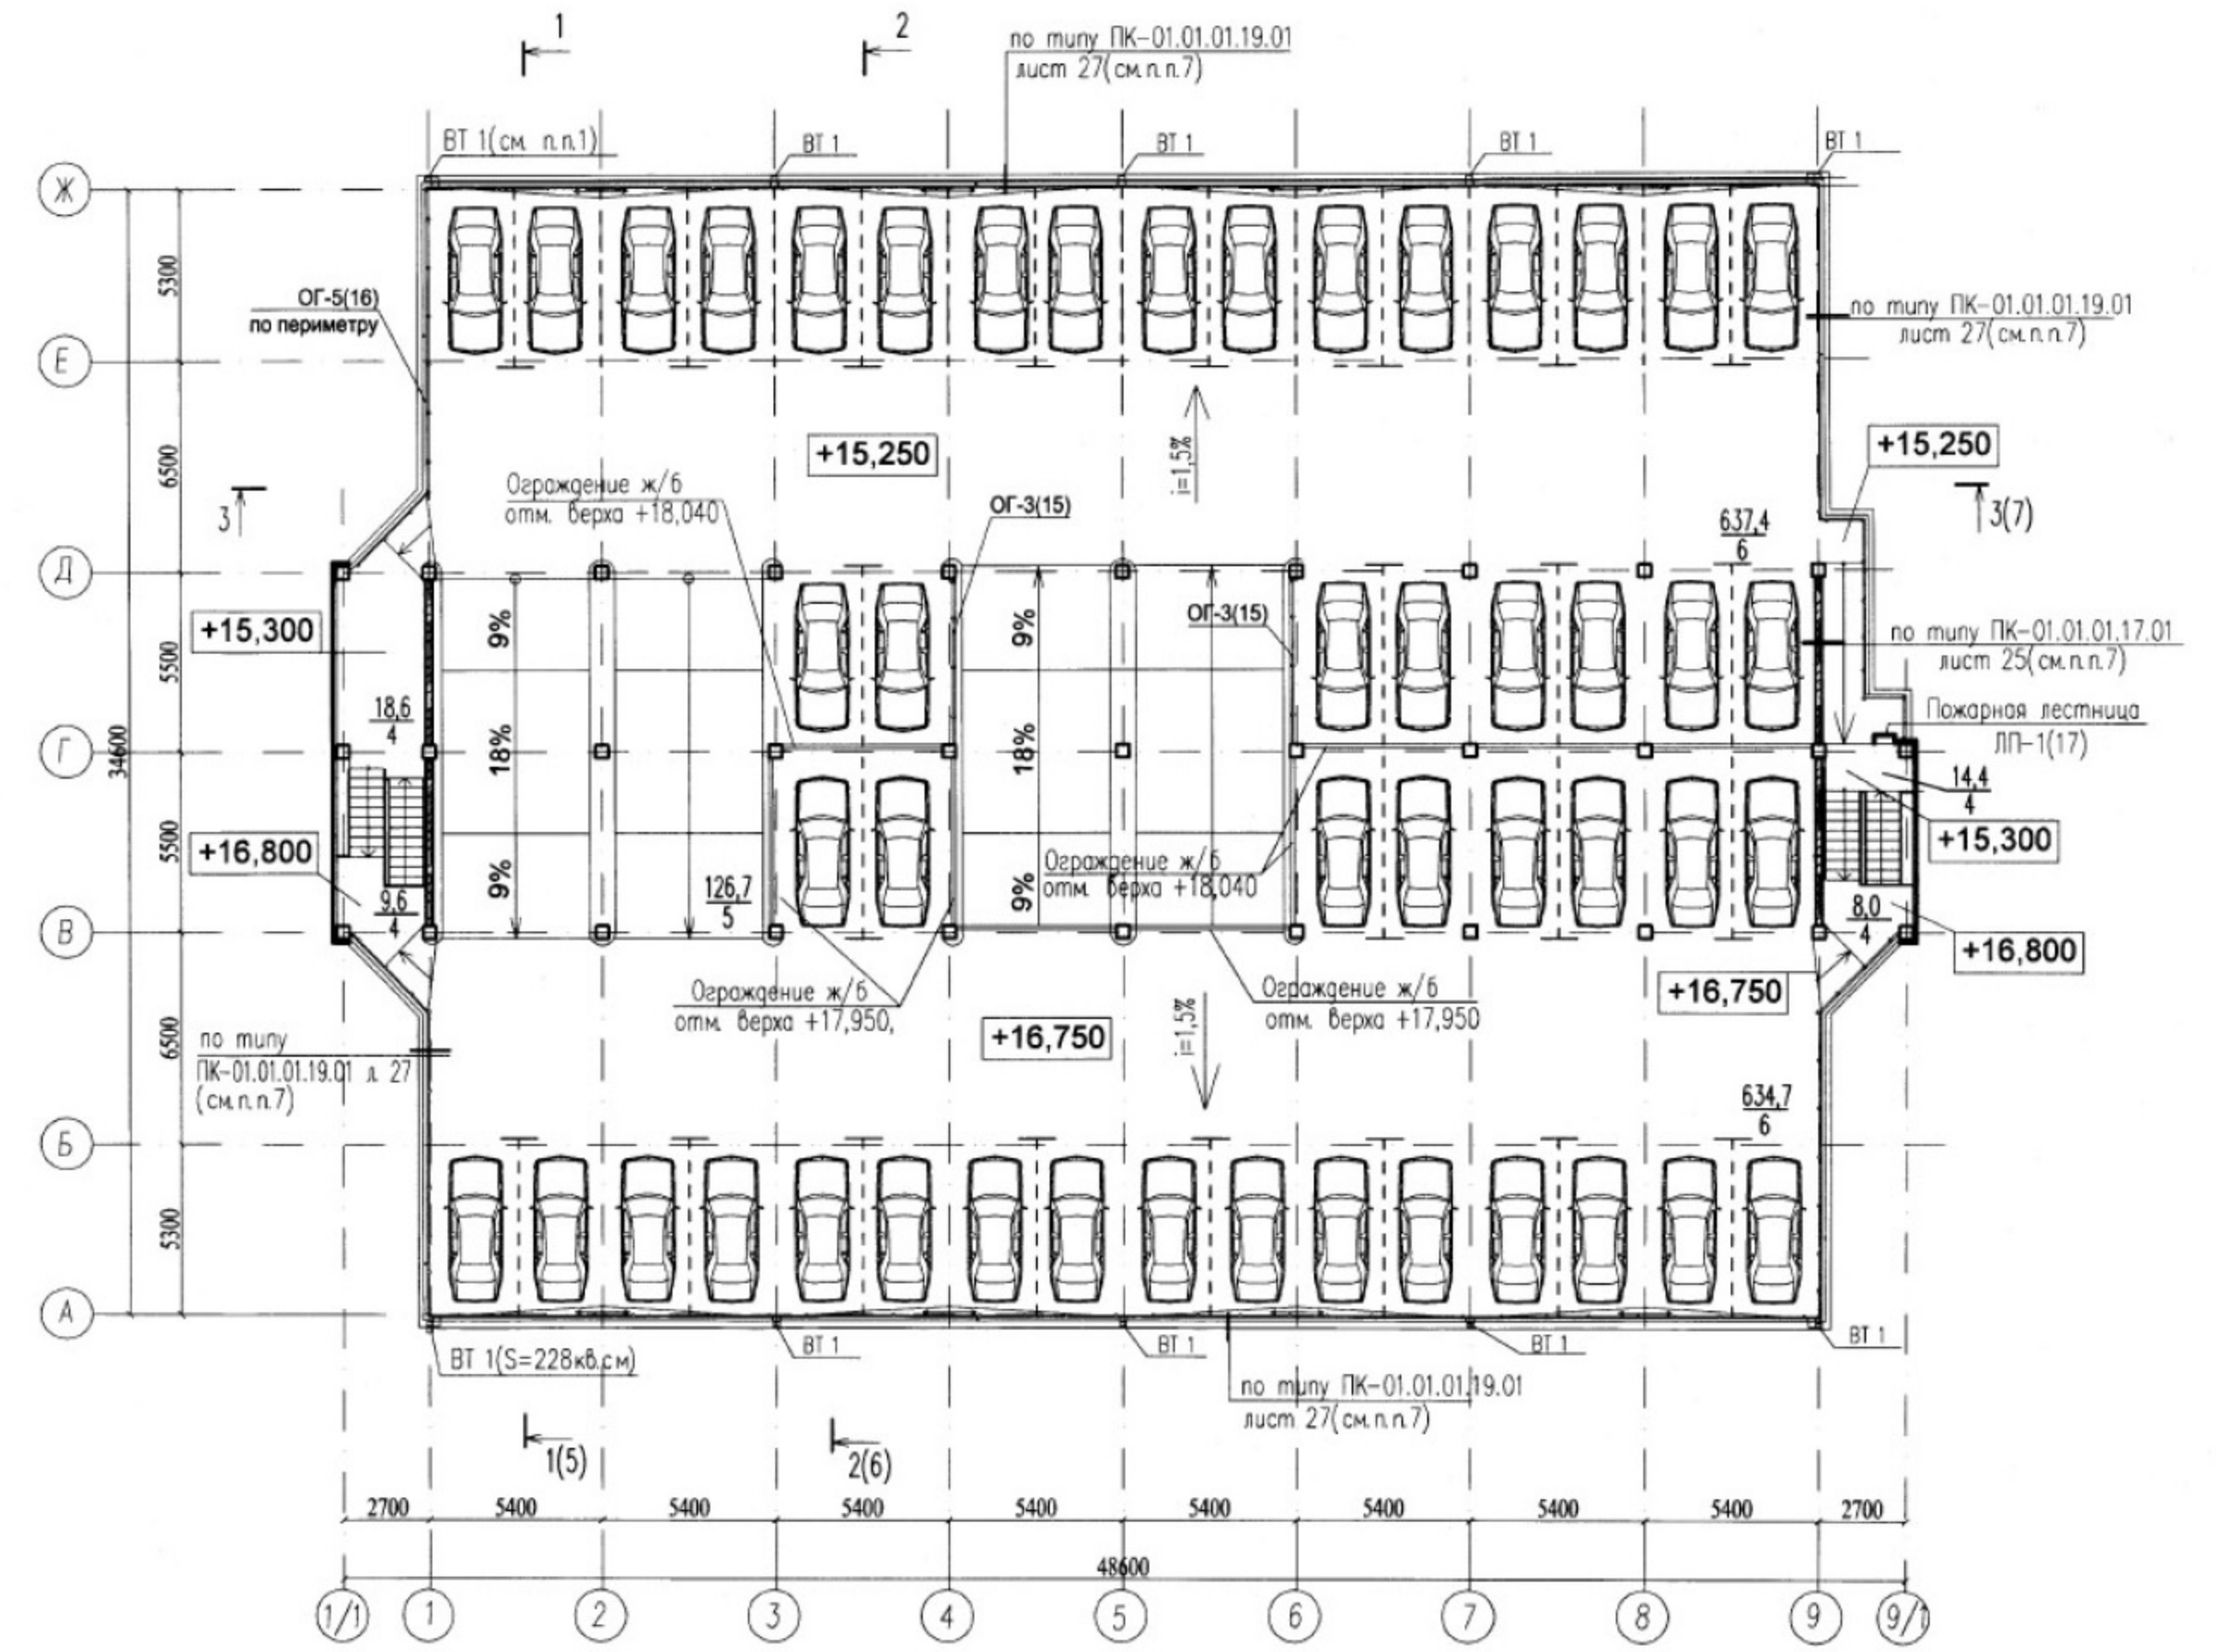 1
2
по типу ПК-01.01.01.19.01
лист 27(см.п.п.7)
ВТ 1(см. п.п.1)
ВТ 1
ВТ 1
ВТ 1
ВТ 1
Ж
5300
ОГ-5(16)
по периметру
по типу ПК-01.01.01.19.01
лист 27(см.п.п.7)
Е
6500
+15,250
i=1,5%
+15,250
Ограждение ж/б
отм. верха +18,040
ОГ-3(15)
3
637,4
6
3(7)
Д
+15,300
9%
9%
ОГ-3(15)
по типу ПК-01.01.01.17.01
лист 25(см.п.п.7)
5500
18,6
4
Пожарная лестница
ЛП-1(17)
34600
Г
18%
18%
14,4
4
5500
+16,800
+15,300
Ограждение ж/б
отм. верха +18,040
9%
9%
126,7
5
9,6
4
8,0
4
В
+16,800
Ограждение ж/б
отм. верха +17,950,
Ограждение ж/б
отм. верха +17,950
+16,750
6500
+16,750
i=1,5%
по типу
ПК-01.01.01.19.01 л. 27
(см.п.п.7)
634,7
6
Б
5300
А
ВТ 1(S=228кв.см)
ВТ 1
ВТ 1
ВТ 1
ВТ 1
по типу ПК-01.01.01.19.01
лист 27(см.п.п.7)
1(5)
2(6)
2700
5400
5400
5400
5400
5400
5400
5400
5400
2700
48600
1/1
1
2
3
4
5
6
7
8
9
9/1